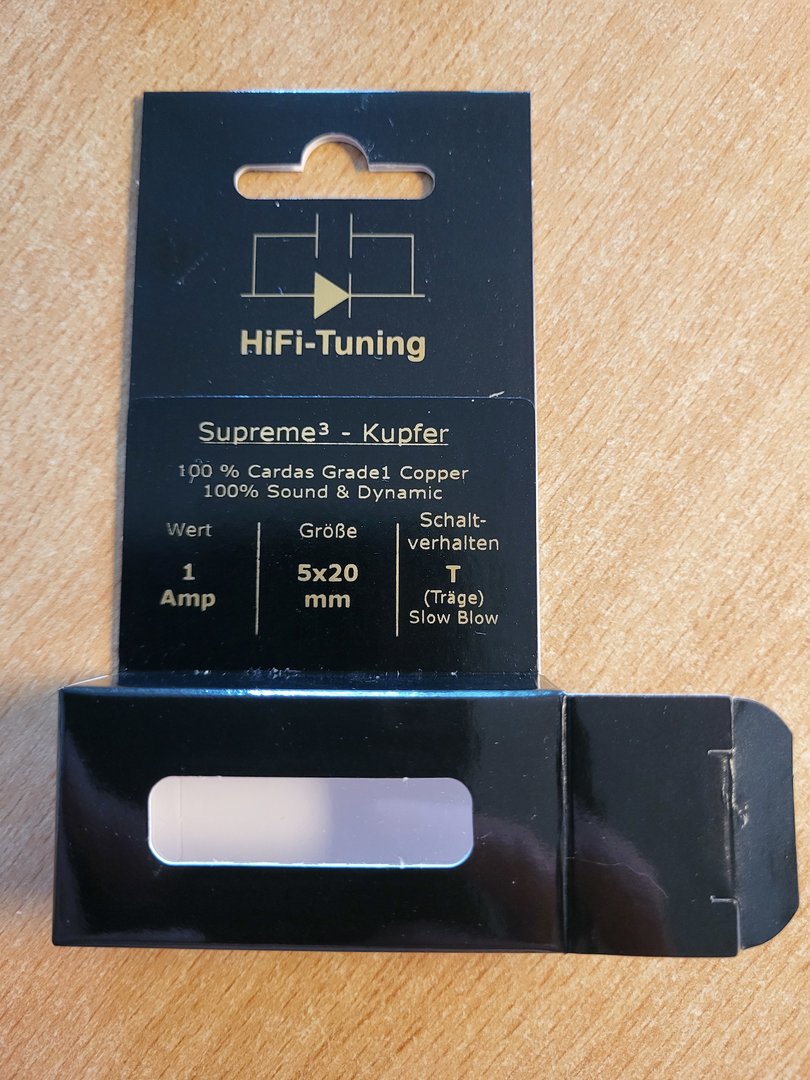 HiFi-Tuning
Supreme³ - Kupfer
100 % Cardas Grade1 Copper
100% Sound & Dynamic
Wert
1
Amp
Größe
5x20
mm
Schalt-
verhalten
T
(Träge)
Slow Blow